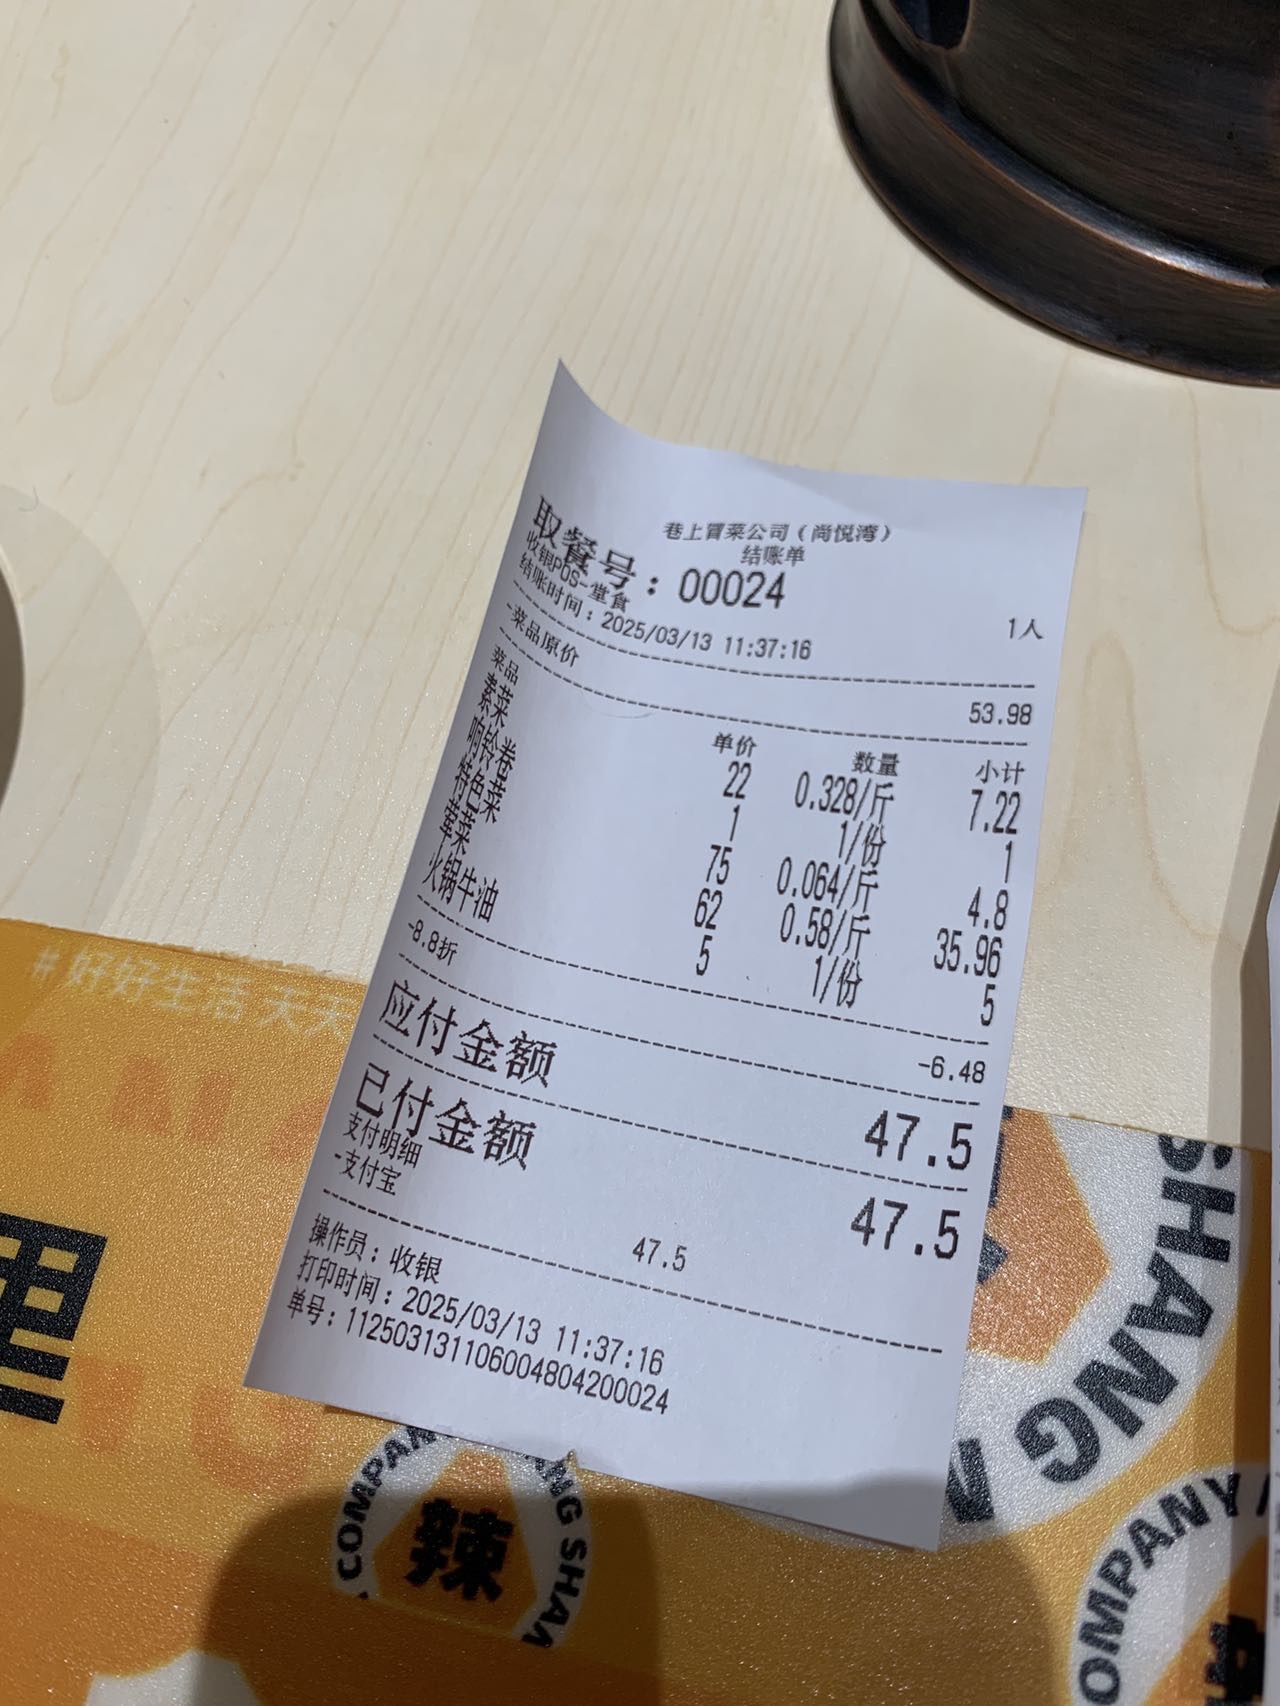 巷上冒菜公司（尚悦湾）
结账单
取餐号：00024
收银POS-堂食 1人
结账时间：2025/03/13 11:37:16
-菜品原价 53.98
菜品 单价 数量 小计
素菜 22 0.328/斤 7.22
响铃卷 1 1/份 1
特色菜 75 0.064/斤 4.8
荤菜 62 0.58/斤 35.96
火锅牛油 5 1/份 5
-8.8折 -6.48
应付金额 47.5
已付金额 47.5
支付明细
-支付宝 47.5
操作员：收银
打印时间：2025/03/13 11:37:16
单号：11250313110600480420​0024
#好好生活天天
SHANG
COMPANY
辣
COMPANY